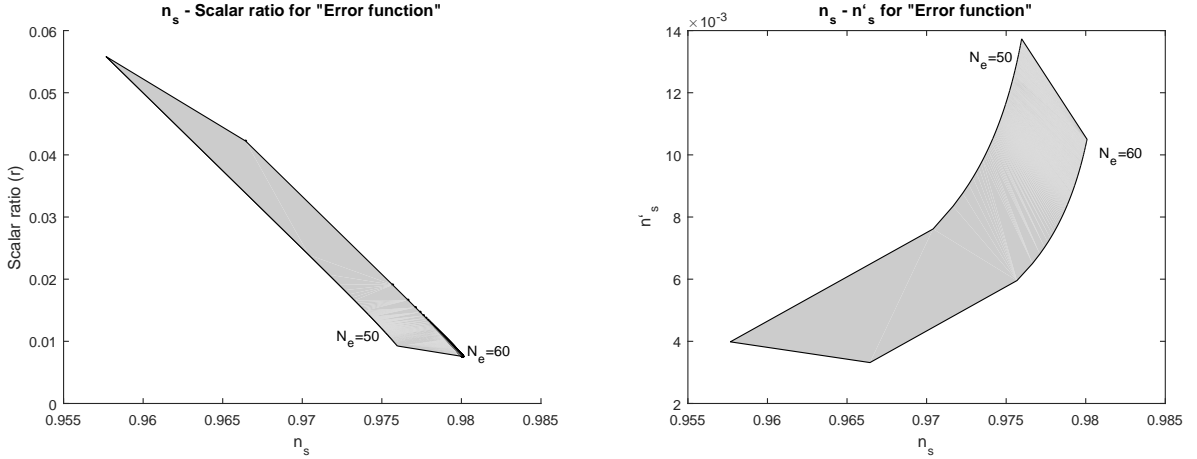 n_s - Scalar ratio for "Error function"
0.06
0.05
0.04
0.03
0.02
0.01
0
Scalar ratio (r)
N_e=50
N_e=60
0.955 0.96 0.965 0.97 0.975 0.98 0.985
n_s
n_s - n‘_s for "Error function"
×10^-3
14
12
10
8
6
4
2
n‘_s
N_e=50
N_e=60
0.955 0.96 0.965 0.97 0.975 0.98 0.985
n_s